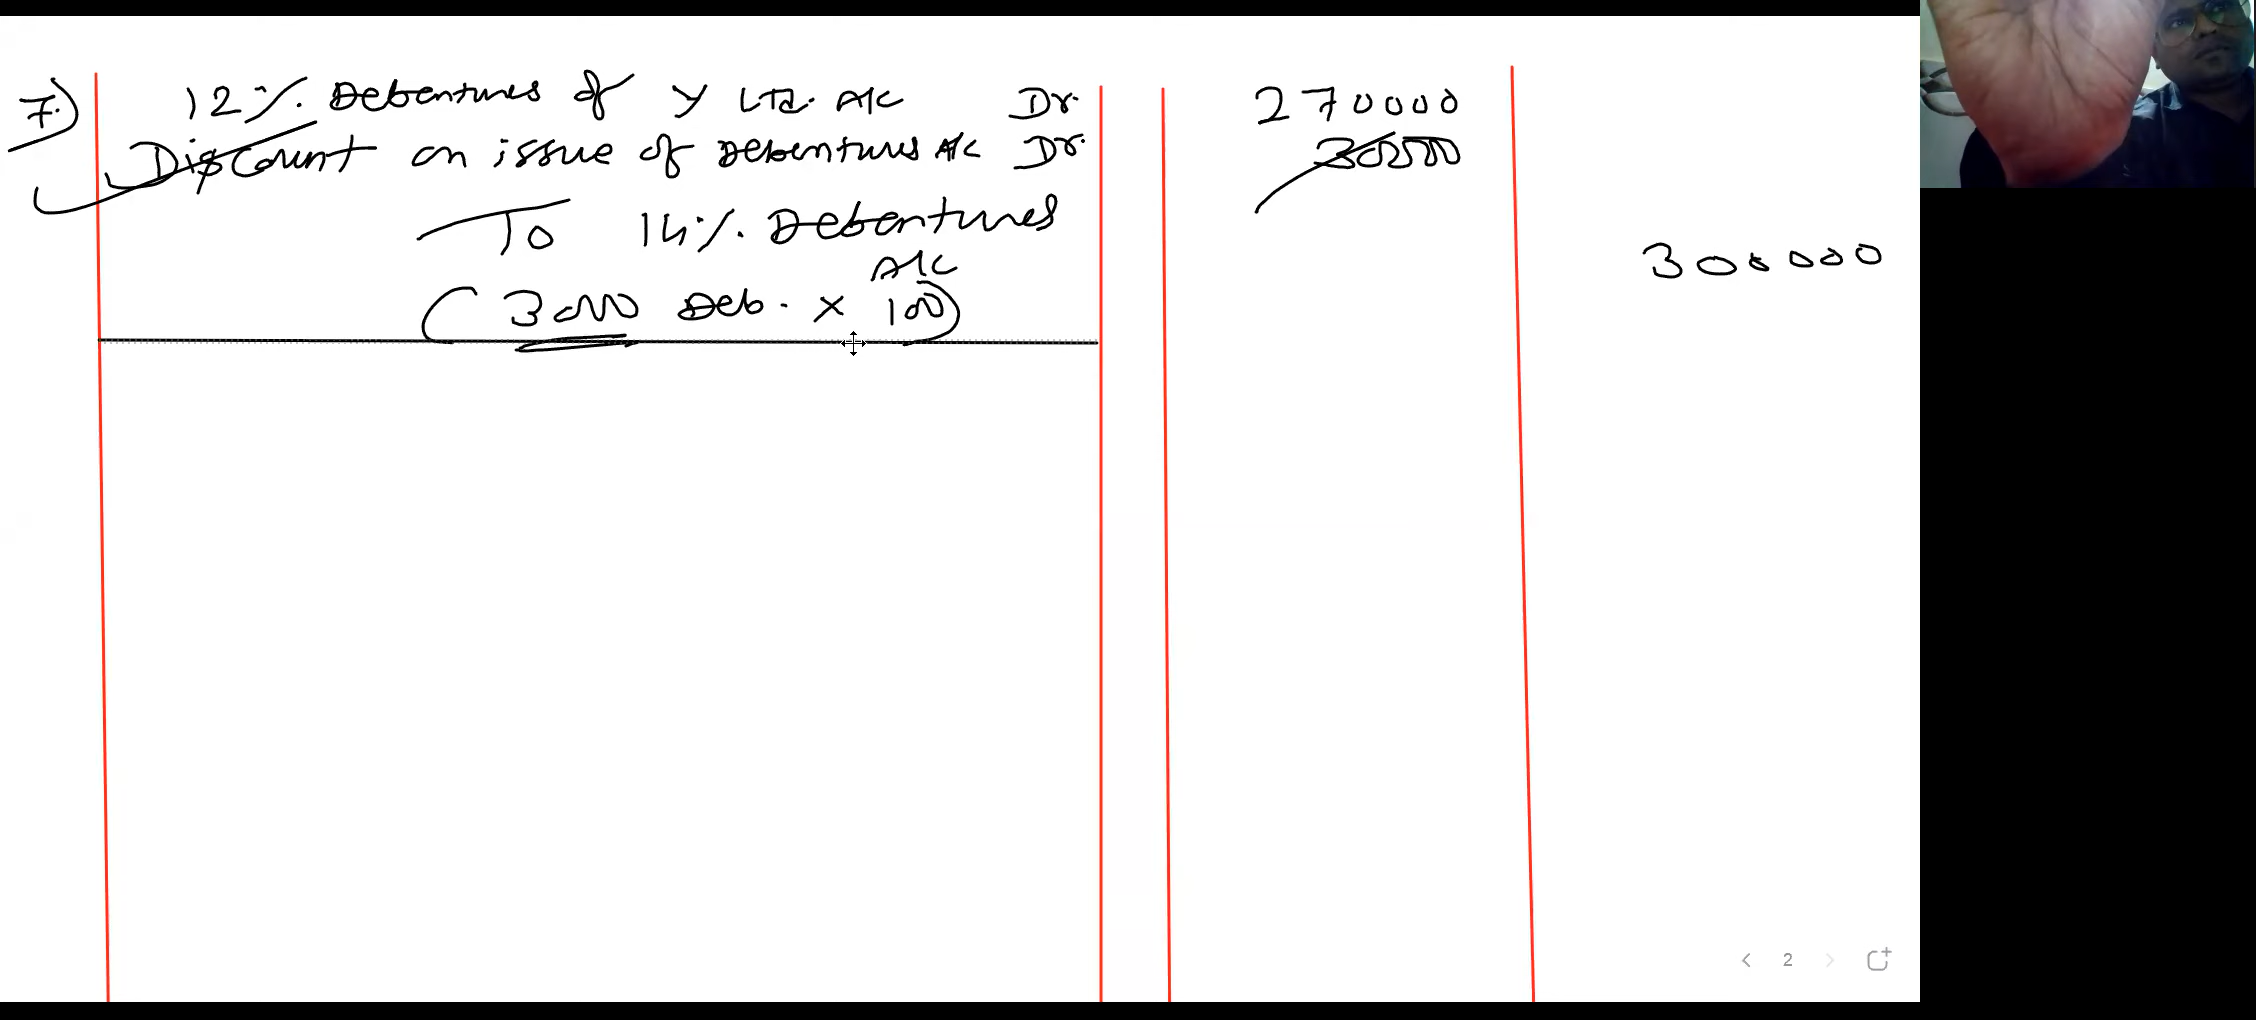 7.) 12% Debentures of Y Ltd. A/c Dr. 270000
Discount on issue of Debentures A/c Dr. 30000
To 14% Debentures
A/c 300000
(3000 Deb. × 100)
2